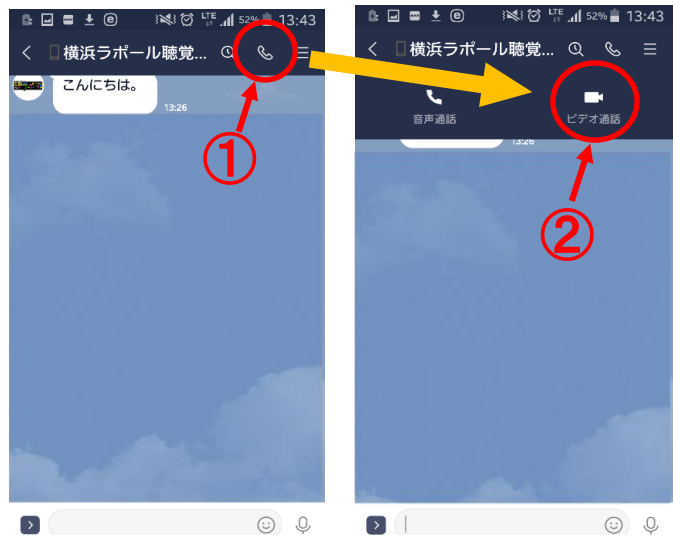 LTE 52% 13:43
横浜ラポール聴覚...
こんにちは。
13:26
①
LTE 52% 13:43
横浜ラポール聴覚...
音声通話
ビデオ通話
13:26
②